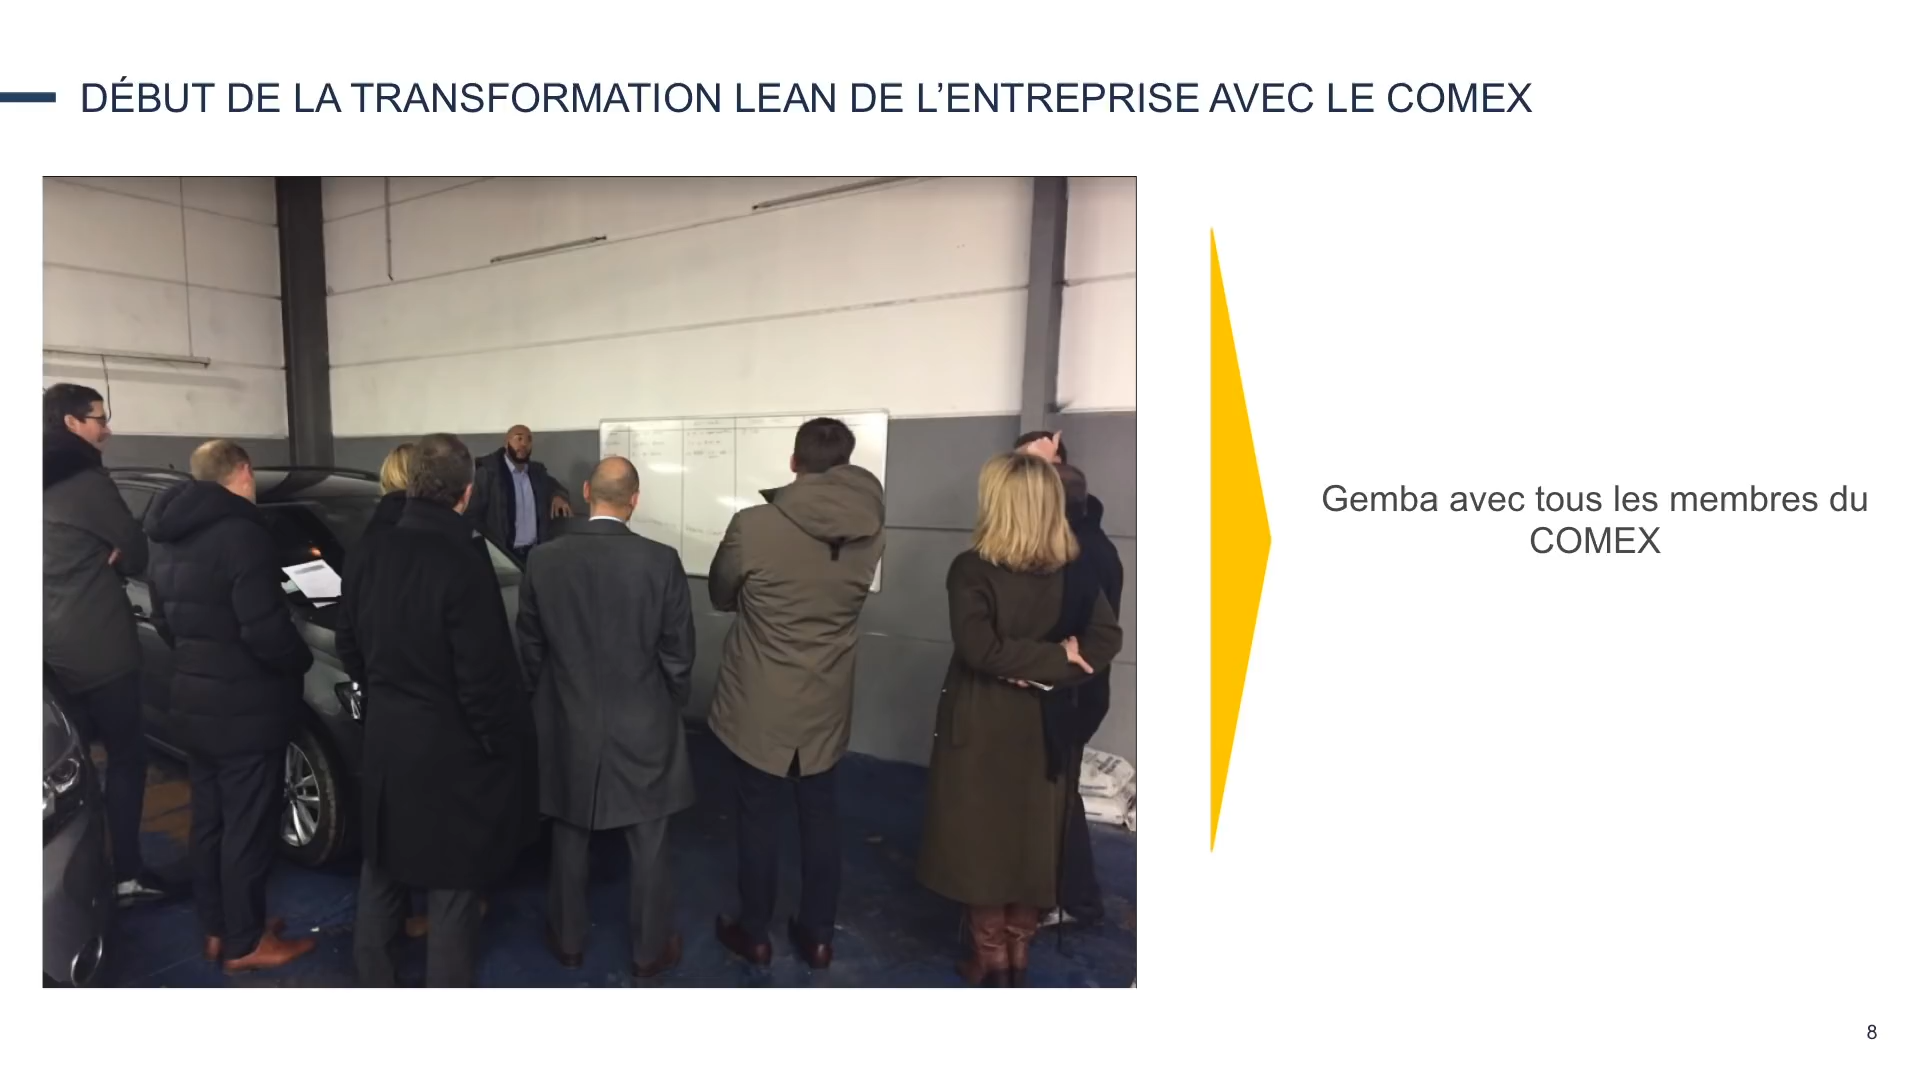 DÉBUT DE LA TRANSFORMATION LEAN DE L’ENTREPRISE AVEC LE COMEX
Gemba avec tous les membres du
COMEX
8